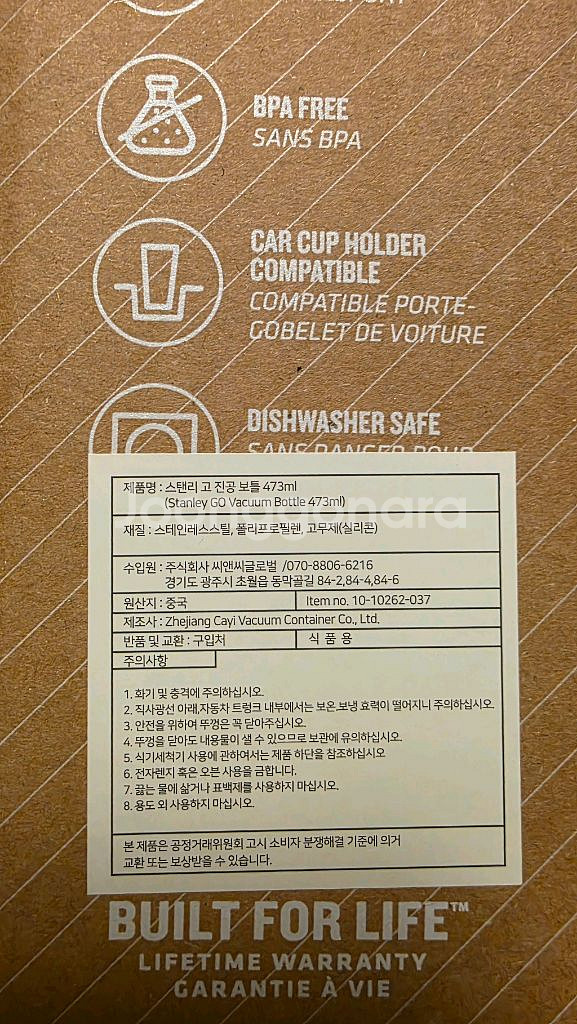 BPA FREE
SANS BPA
CAR CUP HOLDER
COMPATIBLE
COMPATIBLE PORTE-
GOBELET DE VOITURE
DISHWASHER SAFE
SANS DANGER POUR
제품명 : 스탠리 고 진공 보틀 473ml
(Stanley GO Vacuum Bottle 473ml)
Joonggonara
재질 : 스테인레스스틸, 폴리프로필렌, 고무제(실리콘)
수입원 : 주식회사 씨앤씨글로벌 /070-8806-6216
경기도 광주시 초월읍 동막골길 84-2,84-4,84-6
원산지 : 중국 Item no. 10-10262-037
제조사 : Zhejiang Cayi Vacuum Container Co., Ltd.
반품 및 교환 : 구입처 식 품 용
주의사항
1. 화기 및 충격에 주의하십시오.
2. 직사광선 아래,자동차 트렁크 내부에서는 보온,보냉 효력이 떨어지니 주의하십시오.
3. 안전을 위하여 뚜껑은 꼭 닫아주십시오.
4. 뚜껑을 닫아도 내용물이 샐 수 있으므로 보관에 유의하십시오.
5. 식기세척기 사용에 관하여서는 제품 하단을 참조하십시오
6. 전자렌지 혹은 오븐 사용을 금합니다.
7. 끓는 물에 삶거나 표백제를 사용하지 마십시오.
8. 용도 외 사용하지 마십시오.
본 제품은 공정거래위원회 고시 소비자 분쟁해결 기준에 의거
교환 또는 보상받을 수 있습니다.
BUILT FOR LIFE™
LIFETIME WARRANTY
GARANTIE À VIE